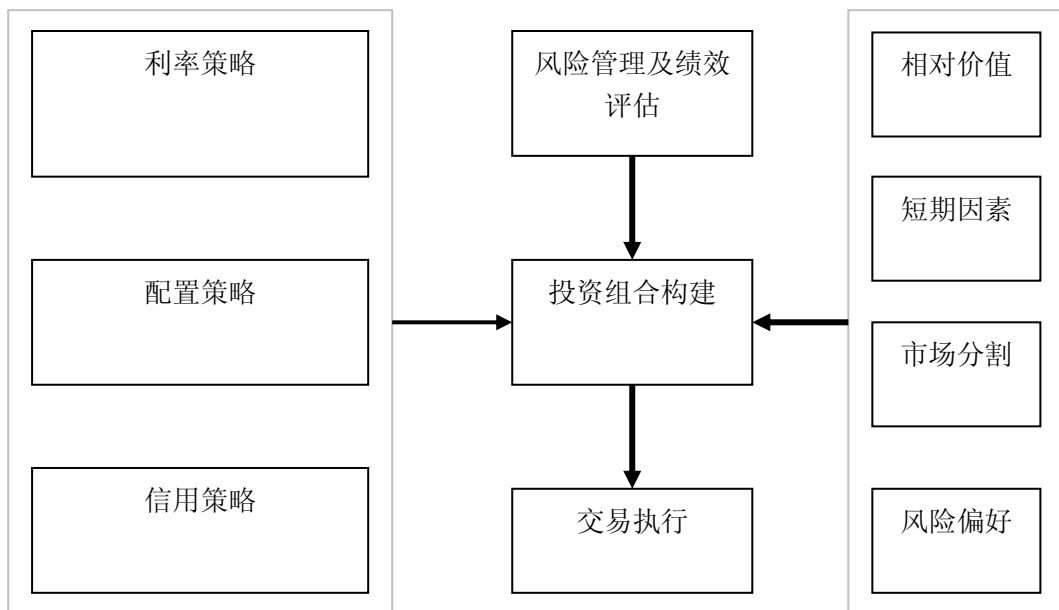 利率策略
配置策略
信用策略
风险管理及绩效
评估
投资组合构建
交易执行
相对价值
短期因素
市场分割
风险偏好